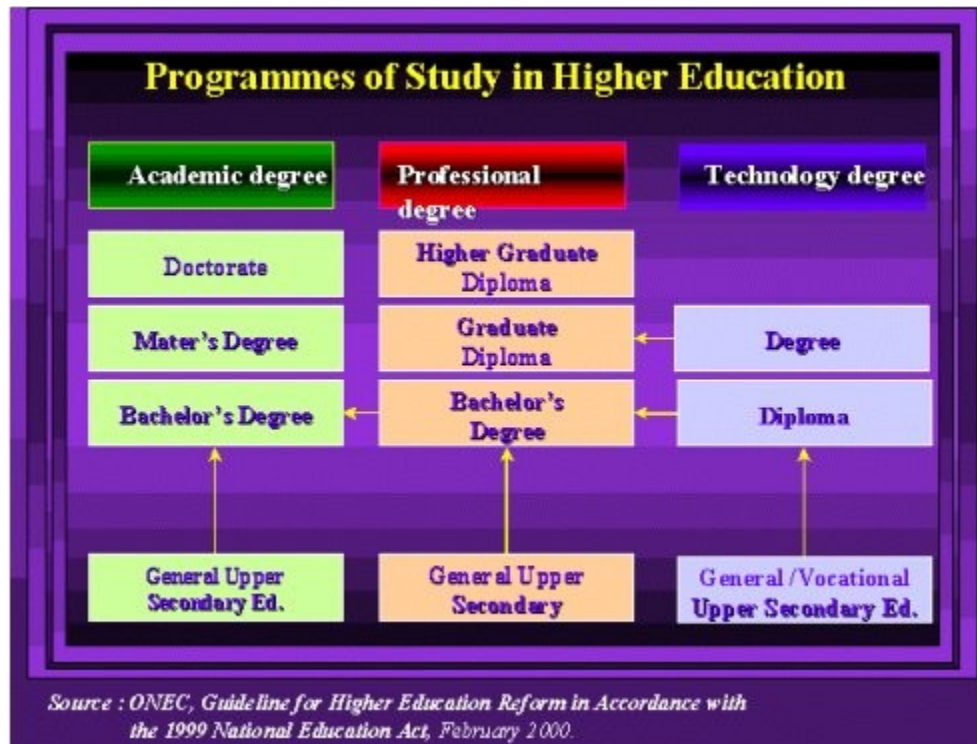 Programmes of Study in Higher Education
Academic degree
Professional
degree
Technology degree
Doctorate
Higher Graduate
Diploma
Mater's Degree
Graduate
Diploma
Degree
Bachelor's Degree
Bachelor's
Degree
Diploma
General Upper
Secondary Ed.
General Upper
Secondary
General /Vocational
Upper Secondary Ed.
Source : ONEC, Guideline for Higher Education Reform in Accordance with
the 1999 National Education Act, February 2000.